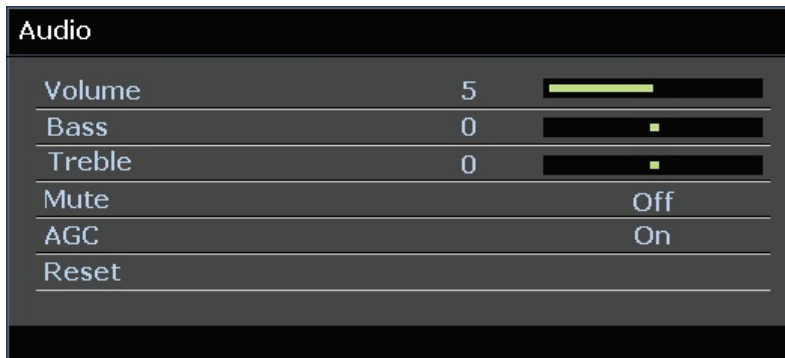 Audio
Volume 5
Bass 0
Treble 0
Mute Off
AGC On
Reset